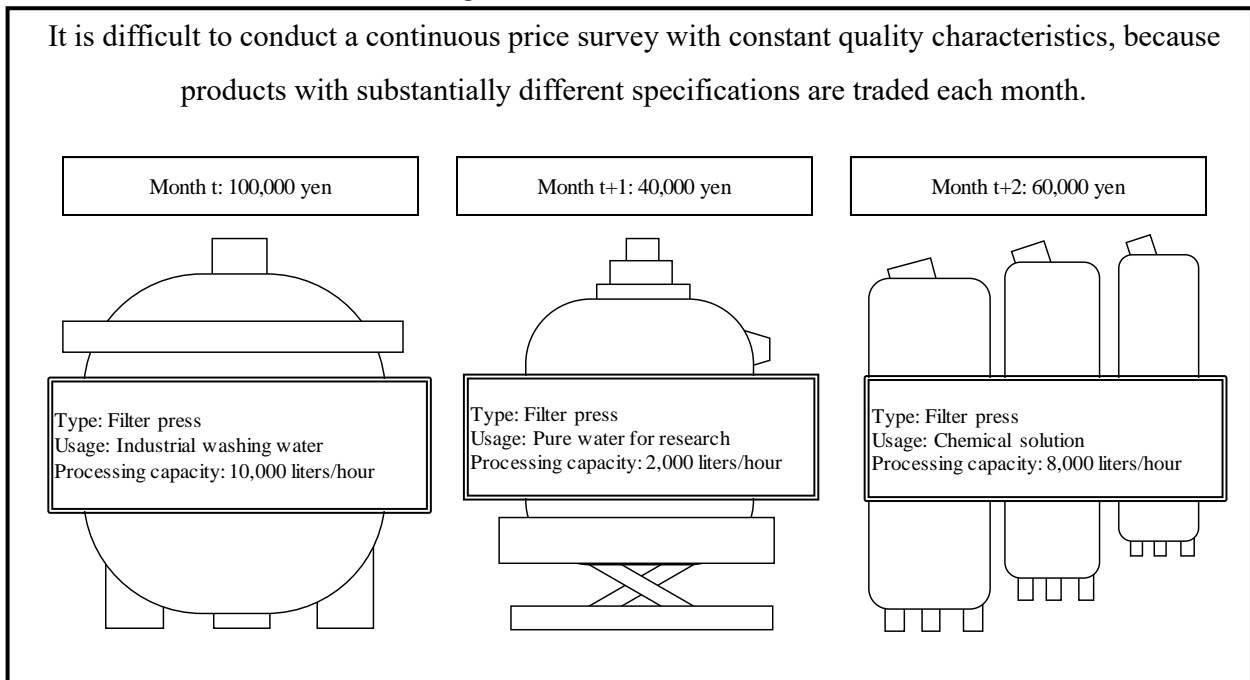 It is difficult to conduct a continuous price survey with constant quality characteristics, because
products with substantially different specifications are traded each month.
Month t: 100,000 yen
Month t+1: 40,000 yen
Month t+2: 60,000 yen
Type: Filter press
Usage: Industrial washing water
Processing capacity: 10,000 liters/hour
Type: Filter press
Usage: Pure water for research
Processing capacity: 2,000 liters/hour
Type: Filter press
Usage: Chemical solution
Processing capacity: 8,000 liters/hour